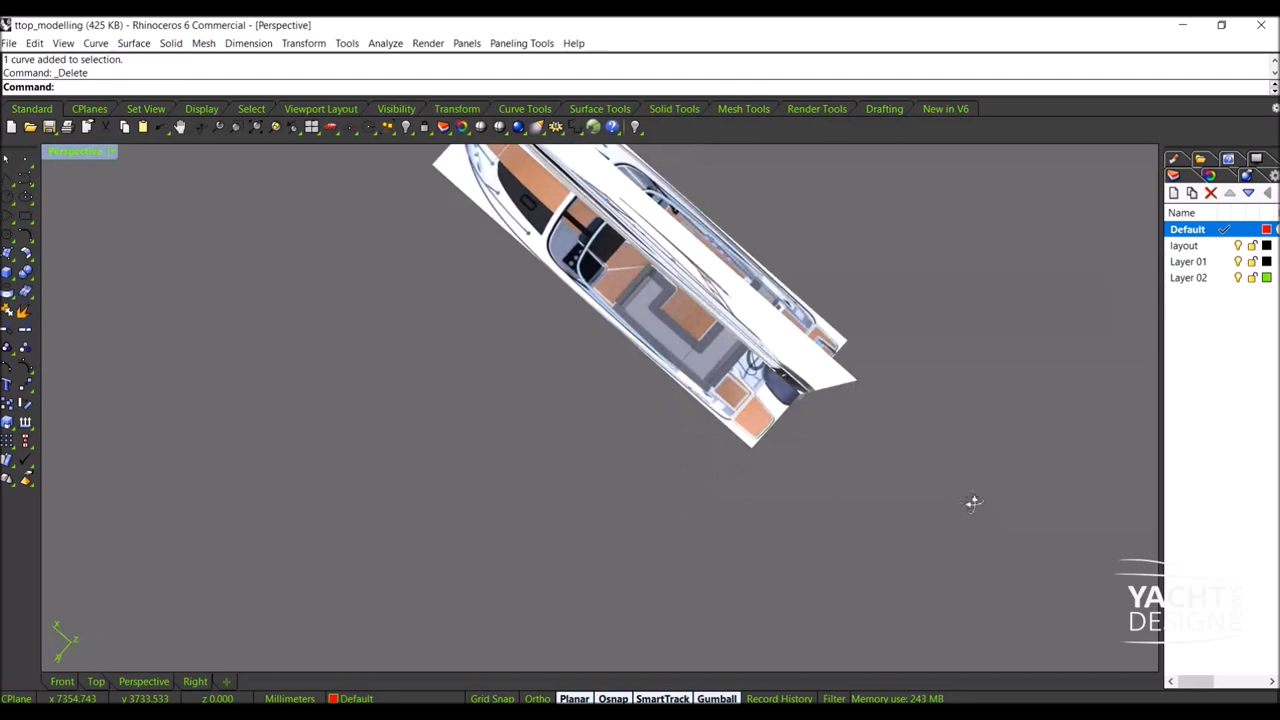 ttop_modelling (425 KB) - Rhinoceros 6 Commercial - [Perspective]
File Edit View Curve Surface Solid Mesh Dimension Transform Tools Analyze Render Panels Paneling Tools Help
1 curve added to selection.
Command: _Delete
Command:
Standard CPlanes Set View Display Select Viewport Layout Visibility Transform Curve Tools Surface Tools Solid Tools Mesh Tools Render Tools Drafting New in V6
Perspective
Name
Default
layout
Layer 01
Layer 02
YACHT
DESIGN news
x
z
y
Front Top Perspective Right
CPlane x 7354.743 y 3733.533 z 0.000 Millimeters Default Grid Snap Ortho Planar Osnap SmartTrack Gumball Record History Filter Memory use: 243 MB